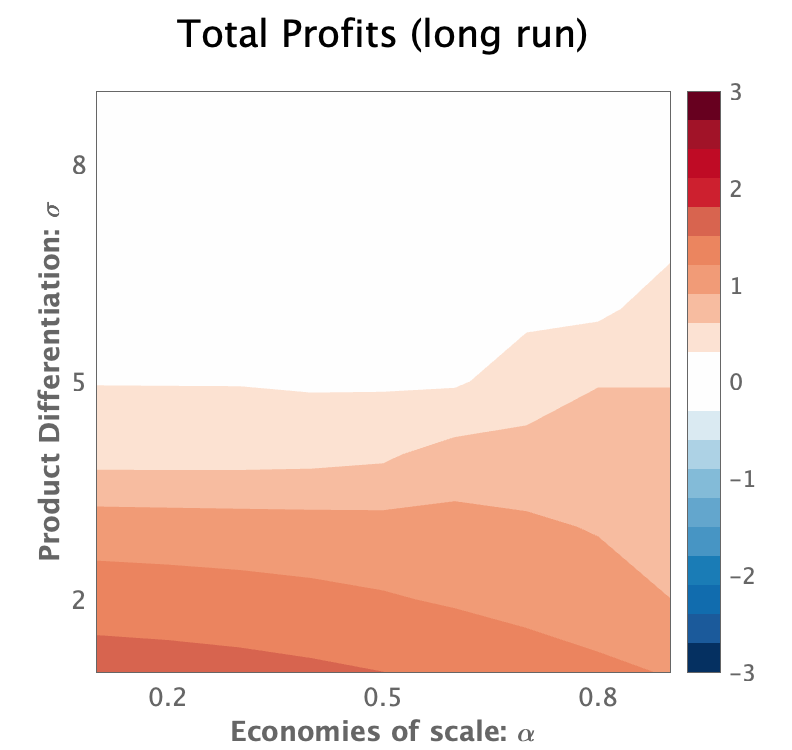 Total Profits (long run)
3
8
2
1
Product Differentiation: σ
5
0
−1
−2
2
−3
0.2 0.5 0.8
Economies of scale: α